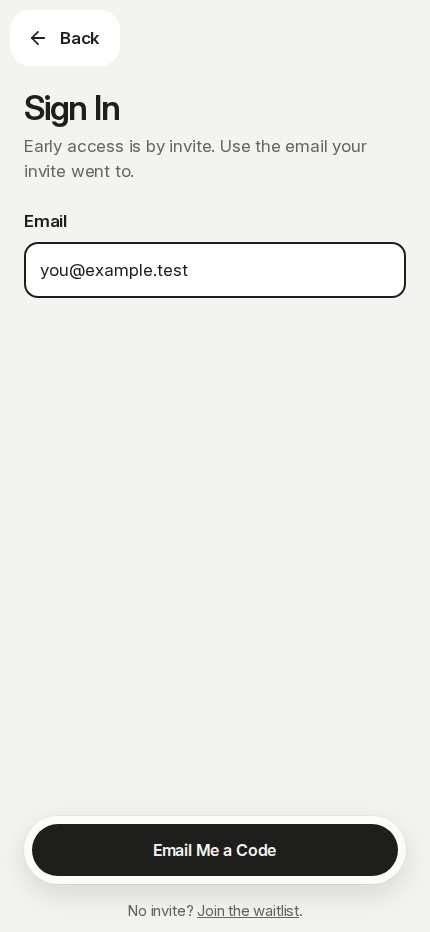 Back
Sign In
Early access is by invite. Use the email your
invite went to.
Email
you@example.test
Email Me a Code
No invite? Join the waitlist.